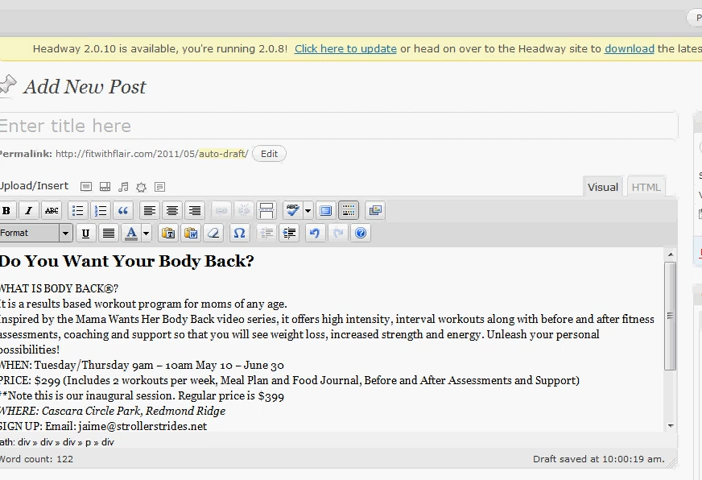 Headway 2.0.10 is available, you're running 2.0.8! Click here to update or head on over to the Headway site to download the lates
Add New Post
Enter title here
Permalink: http://fitwithflair.com/2011/05/auto-draft/ Edit
Upload/Insert Visual HTML
B I ABC ABC
Format U A Ω
Do You Want Your Body Back?
WHAT IS BODY BACK®?
It is a results based workout program for moms of any age.
Inspired by the Mama Wants Her Body Back video series, it offers high intensity, interval workouts along with before and after fitness
assessments, coaching and support so that you will see weight loss, increased strength and energy. Unleash your personal
possibilities!
WHEN: Tuesday/Thursday 9am – 10am May 10 – June 30
PRICE: $299 (Includes 2 workouts per week, Meal Plan and Food Journal, Before and After Assessments and Support)
**Note this is our inaugural session. Regular price is $399
WHERE: Cascara Circle Park, Redmond Ridge
SIGN UP: Email: jaime@strollerstrides.net
Path: div » div » div » p » div
Word count: 122 Draft saved at 10:00:19 am.